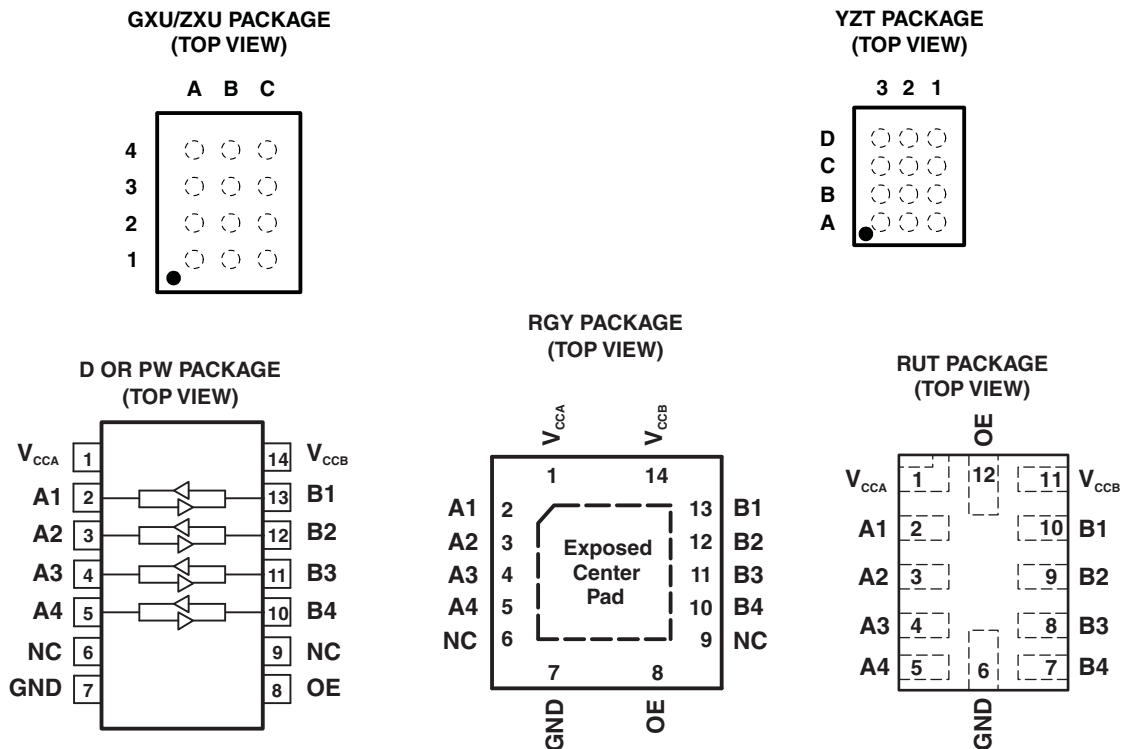 GXU/ZXU PACKAGE
(TOP VIEW)
A B C
4
3
2
1
YZT PACKAGE
(TOP VIEW)
3 2 1
D
C
B
A
D OR PW PACKAGE
(TOP VIEW)
VCCA 1 14 VCCB
A1 2 13 B1
A2 3 12 B2
A3 4 11 B3
A4 5 10 B4
NC 6 9 NC
GND 7 8 OE
RGY PACKAGE
(TOP VIEW)
VCCA VCCB
1 14
A1 2 13 B1
A2 3 12 B2
A3 4 11 B3
A4 5 10 B4
NC 6 9 NC
Exposed
Center
Pad
7 8
GND OE
RUT PACKAGE
(TOP VIEW)
OE
12
VCCA 1 11 VCCB
A1 2 10 B1
A2 3 9 B2
A3 4 8 B3
A4 5 7 B4
6
GND